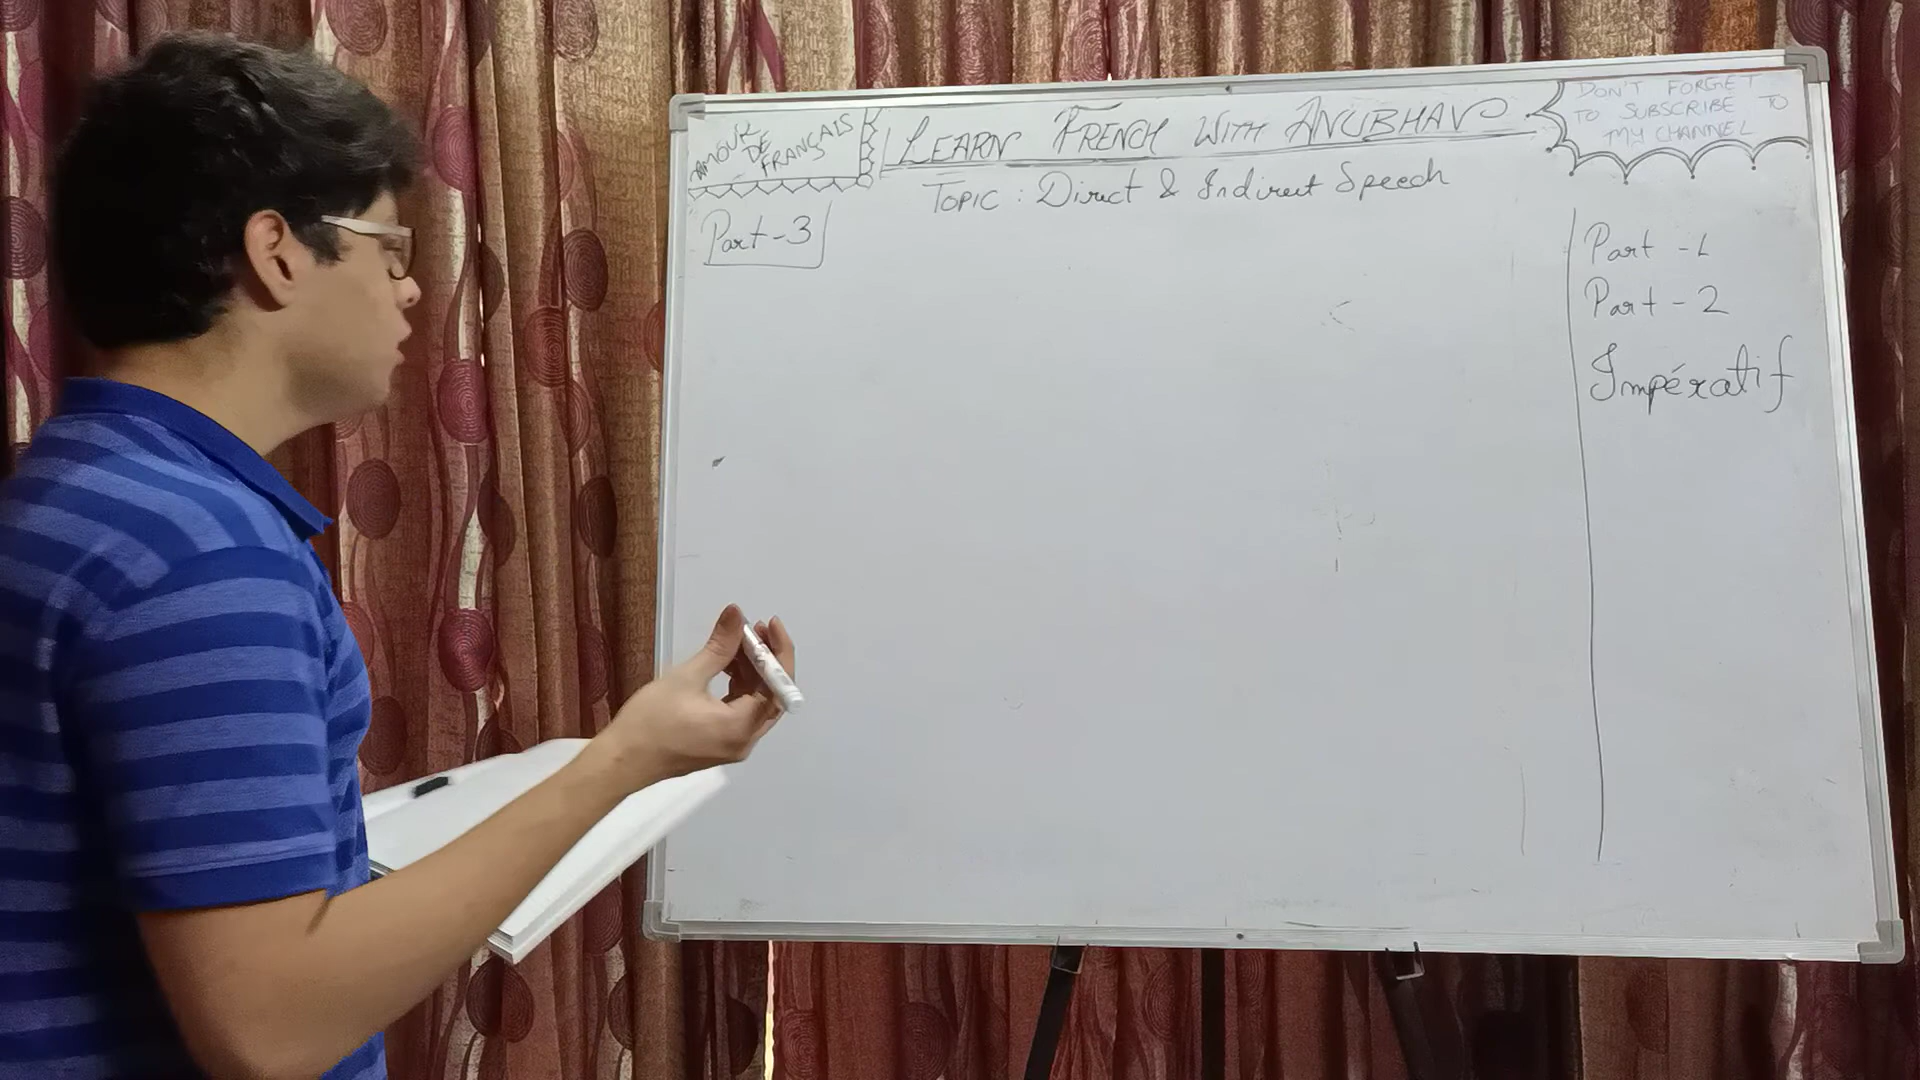 AMOUR
DE
FRANÇAIS
LEARN FRENCH WITH ANUBHAV
DON'T FORGET
TO SUBSCRIBE TO
MY CHANNEL
TOPIC : Direct & Indirect Speech
Part-3
Part -1
Part - 2
Impératif